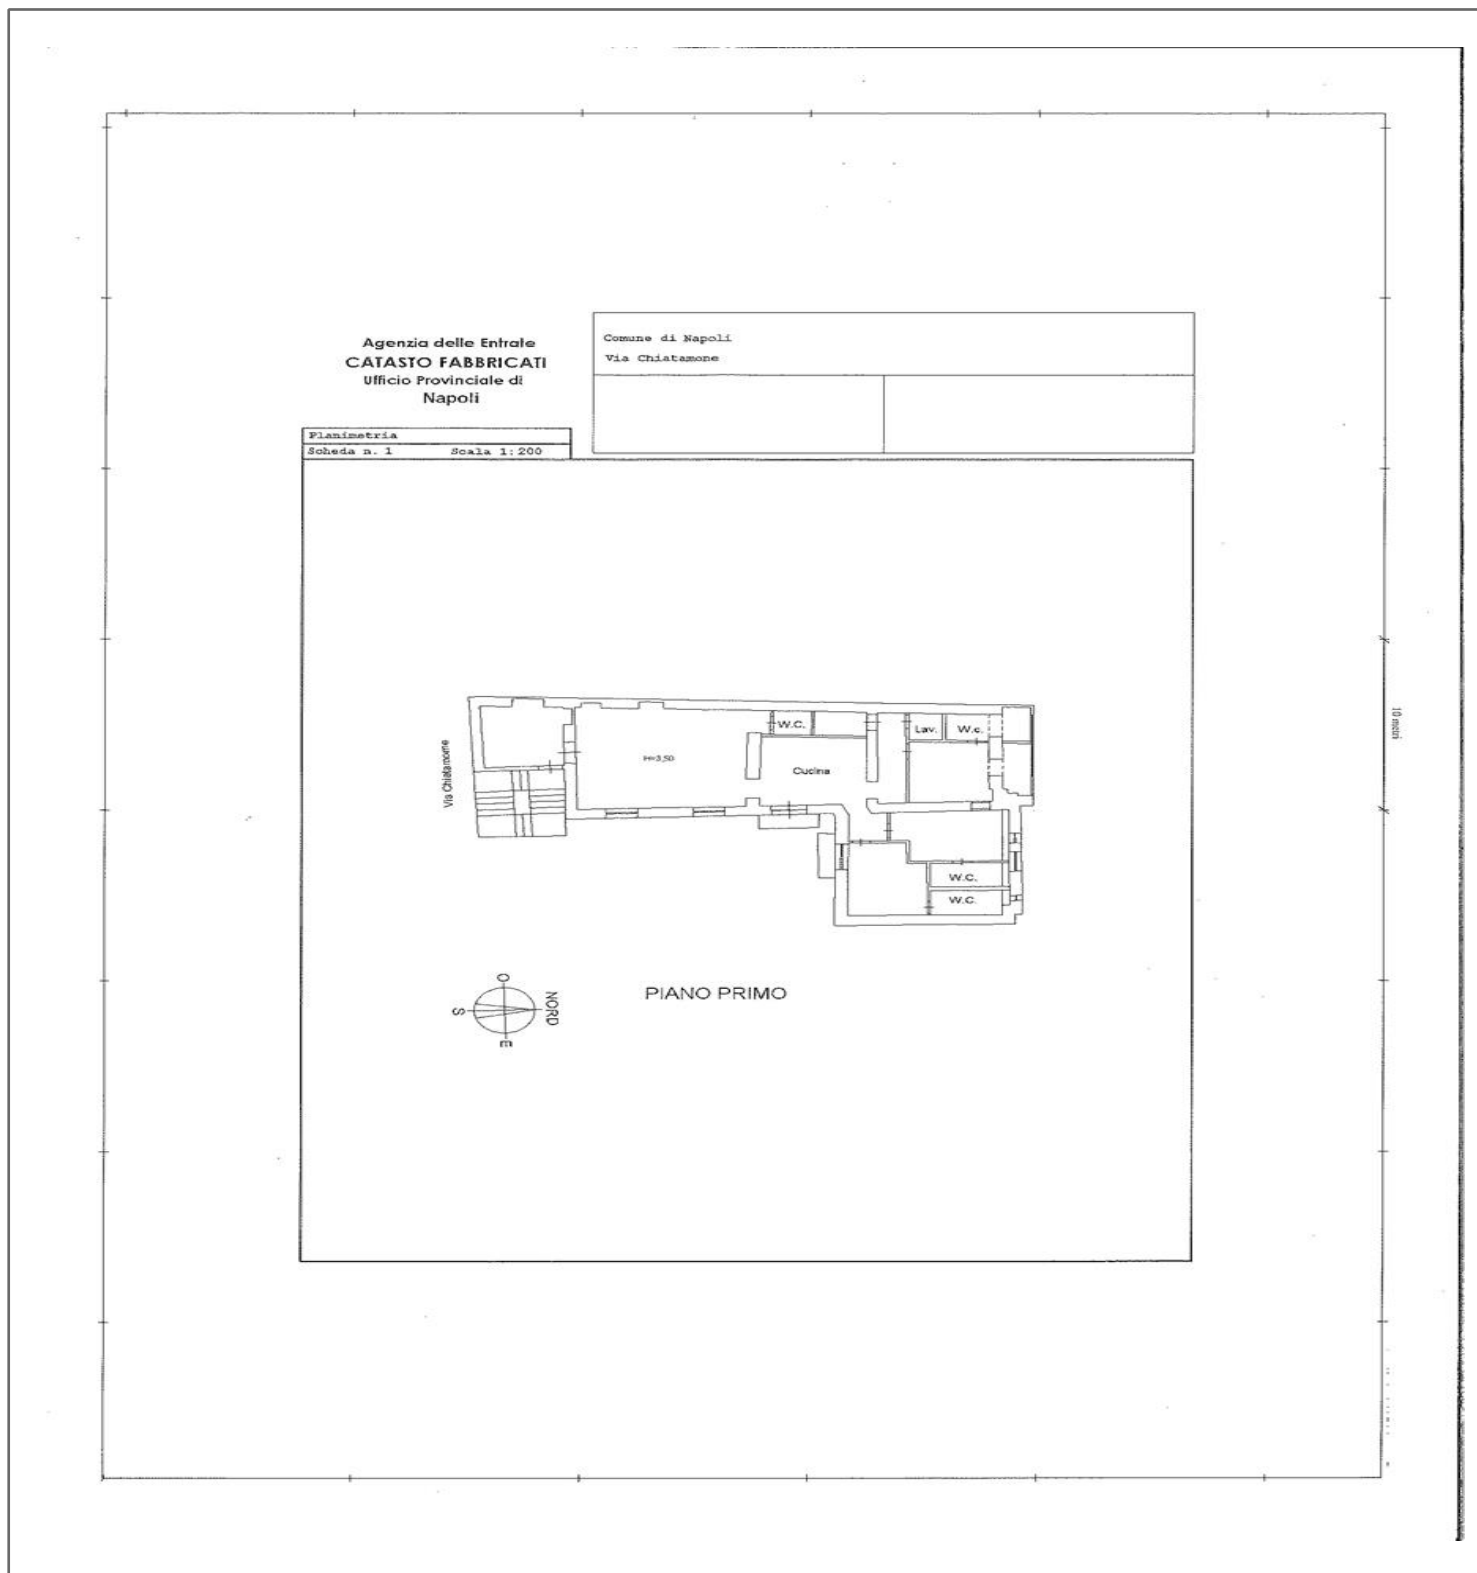 Agenzia delle Entrate
CATASTO FABBRICATI
Ufficio Provinciale di
Napoli
Comune di Napoli
Via Chiatamone
Planimetria
Scheda n. 1 Scala 1:200
10 metri
Via Chiatamome
W.C.
Lav.
W.c.
H=3,50
Cucina
W.C.
W.C.
PIANO PRIMO
O
NORD
S
E